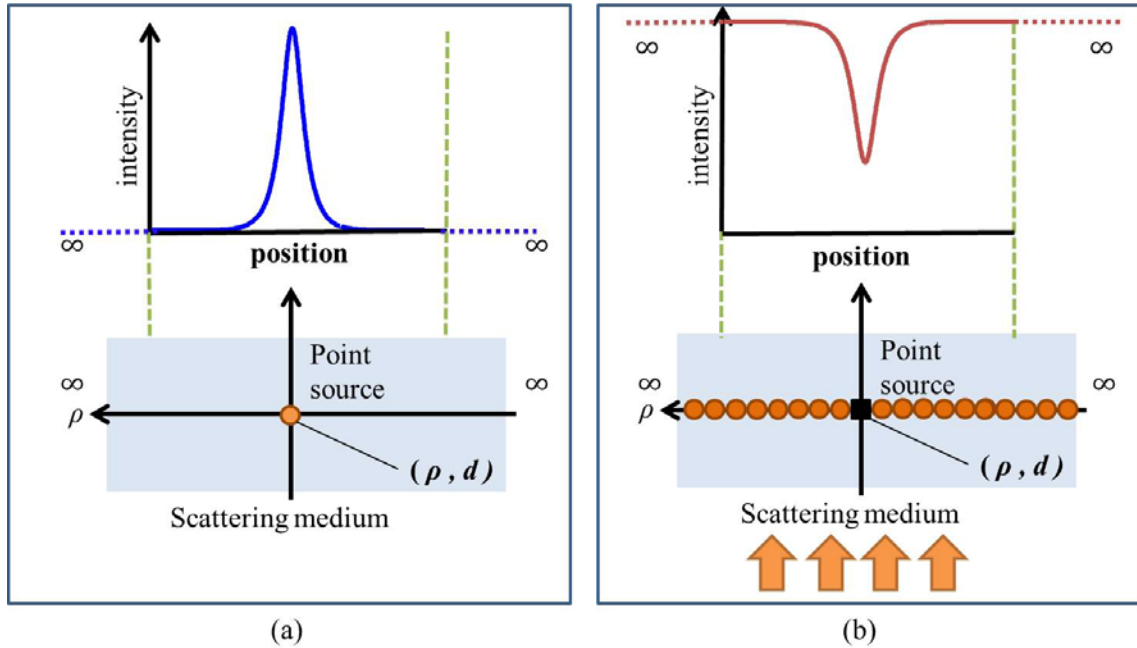 intensity
∞
∞
position
Point
source
∞
∞
ρ
(ρ, d)
Scattering medium
(a)
∞
∞
intensity
position
Point
source
∞
∞
ρ
(ρ, d)
Scattering medium
(b)